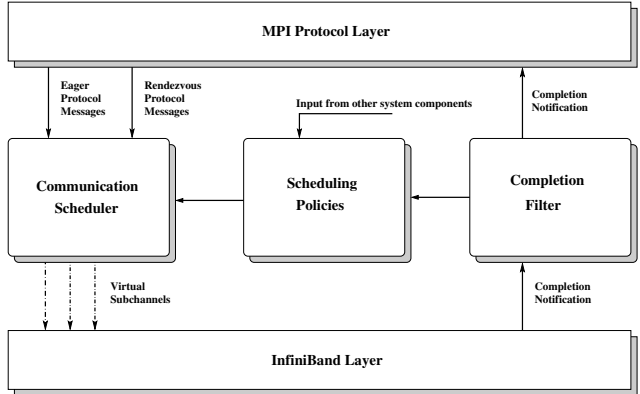 MPI Protocol Layer
Eager
Protocol
Messages
Rendezvous
Protocol
Messages
Input from other system components
Completion
Notification
Communication
Scheduler
Scheduling
Policies
Completion
Filter
Virtual
Subchannels
Completion
Notification
InfiniBand Layer